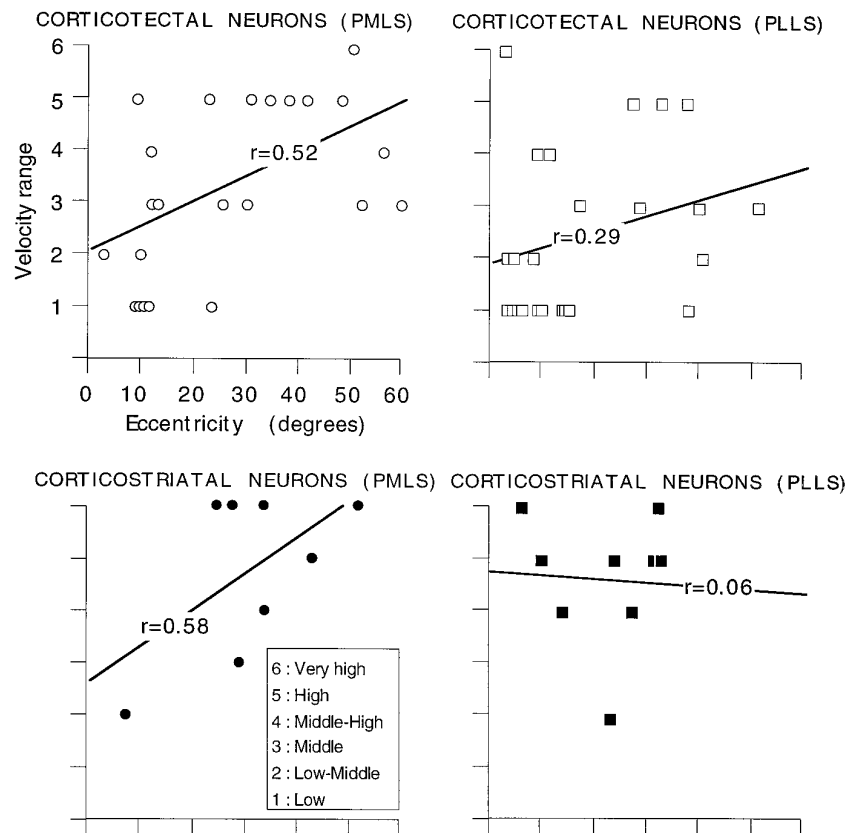 CORTICOTECTAL NEURONS (PMLS)
CORTICOTECTAL NEURONS (PLLS)
6
5
4
3
2
1
Velocity range
r=0.52
r=0.29
0 10 20 30 40 50 60
Eccentricity (degrees)
CORTICOSTRIATAL NEURONS (PMLS)
CORTICOSTRIATAL NEURONS (PLLS)
r=0.58
r=0.06
6 : Very high
5 : High
4 : Middle-High
3 : Middle
2 : Low-Middle
1 : Low